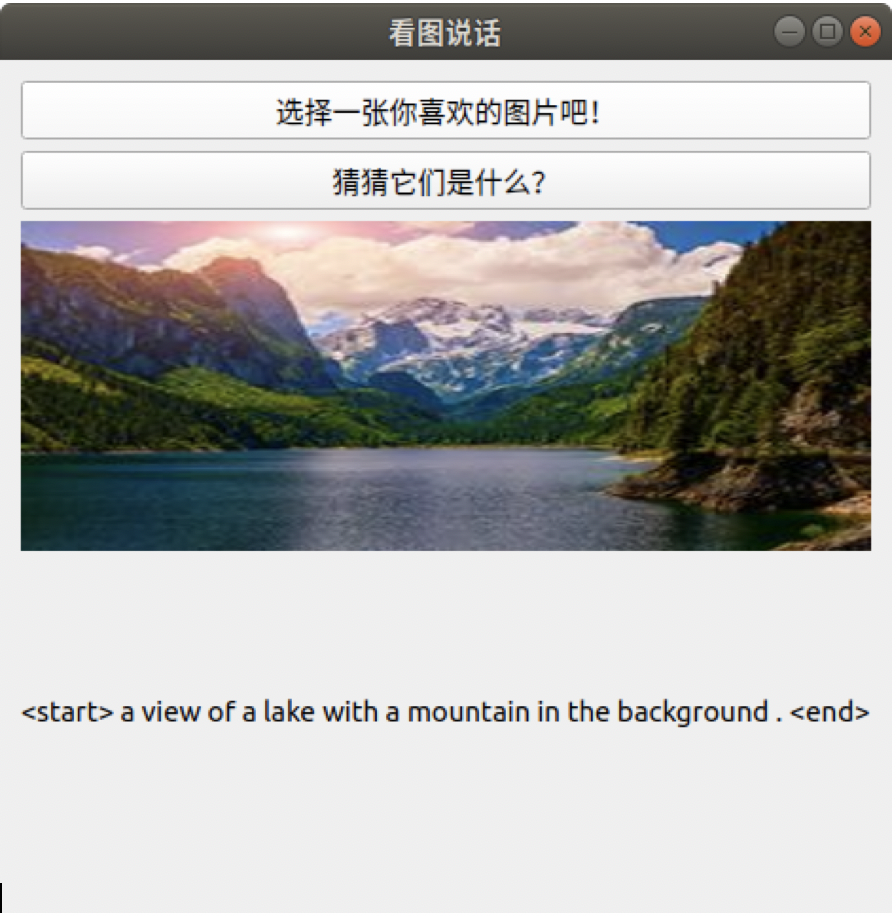 看图说话
选择一张你喜欢的图片吧！
猜猜它们是什么？
<start> a view of a lake with a mountain in the background . <end>